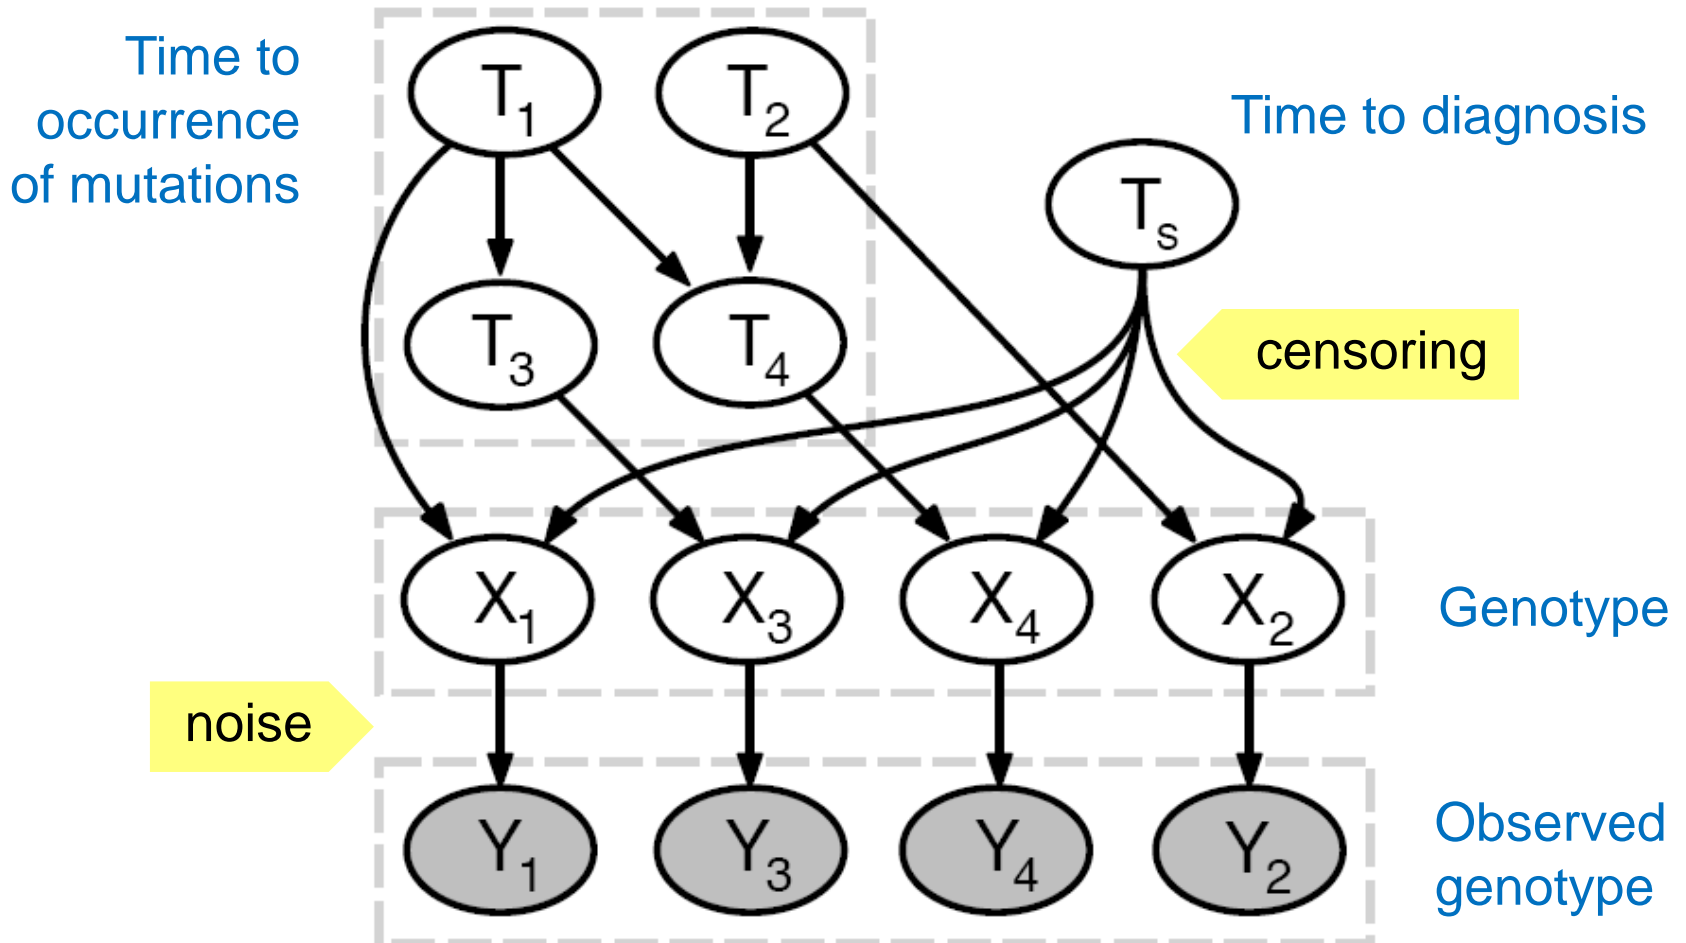 Time to
occurrence
of mutations
T1
T2
Time to diagnosis
Ts
T3
T4
censoring
X1
X3
X4
X2
Genotype
noise
Y1
Y3
Y4
Y2
Observed
genotype